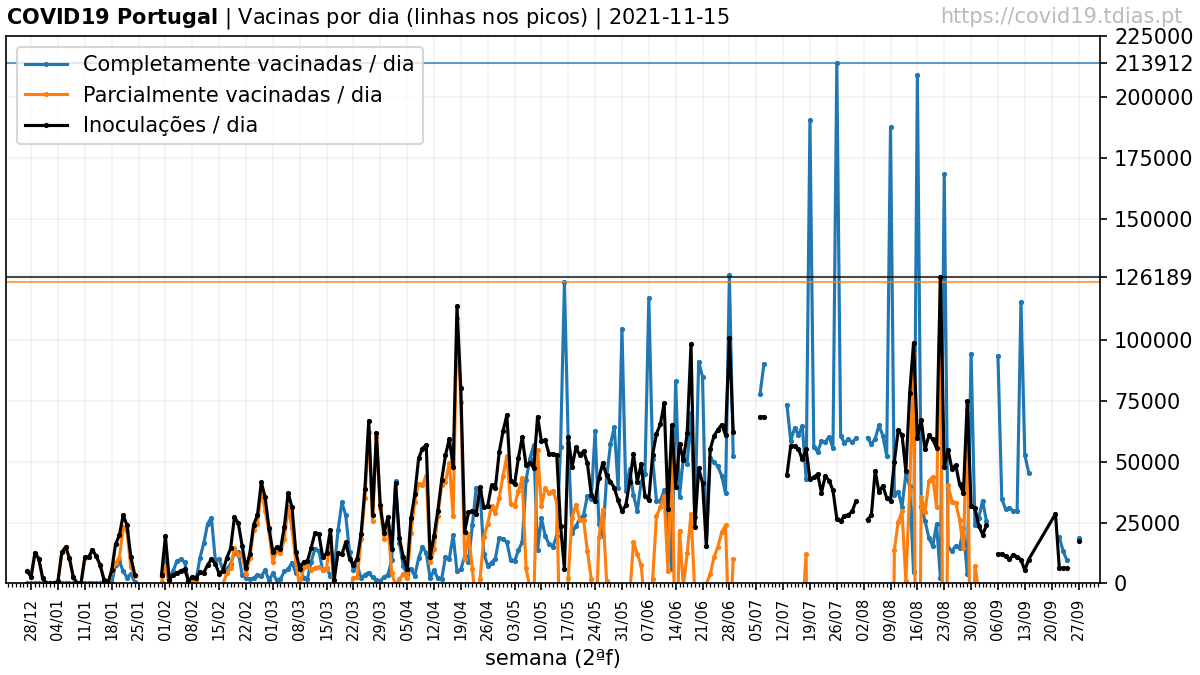 COVID19 Portugal | Vacinas por dia (linhas nos picos) | 2021-11-15
https://covid19.tdias.pt
Completamente vacinadas / dia
Parcialmente vacinadas / dia
Inoculações / dia
225000
213912
200000
175000
150000
126189
100000
75000
50000
25000
0
28/12 04/01 11/01 18/01 25/01 01/02 08/02 15/02 22/02 01/03 08/03 15/03 22/03 29/03 05/04 12/04 19/04 26/04 03/05 10/05 17/05 24/05 31/05 07/06 14/06 21/06 28/06 05/07 12/07 19/07 26/07 02/08 09/08 16/08 23/08 30/08 06/09 13/09 20/09 27/09
semana (2ªf)